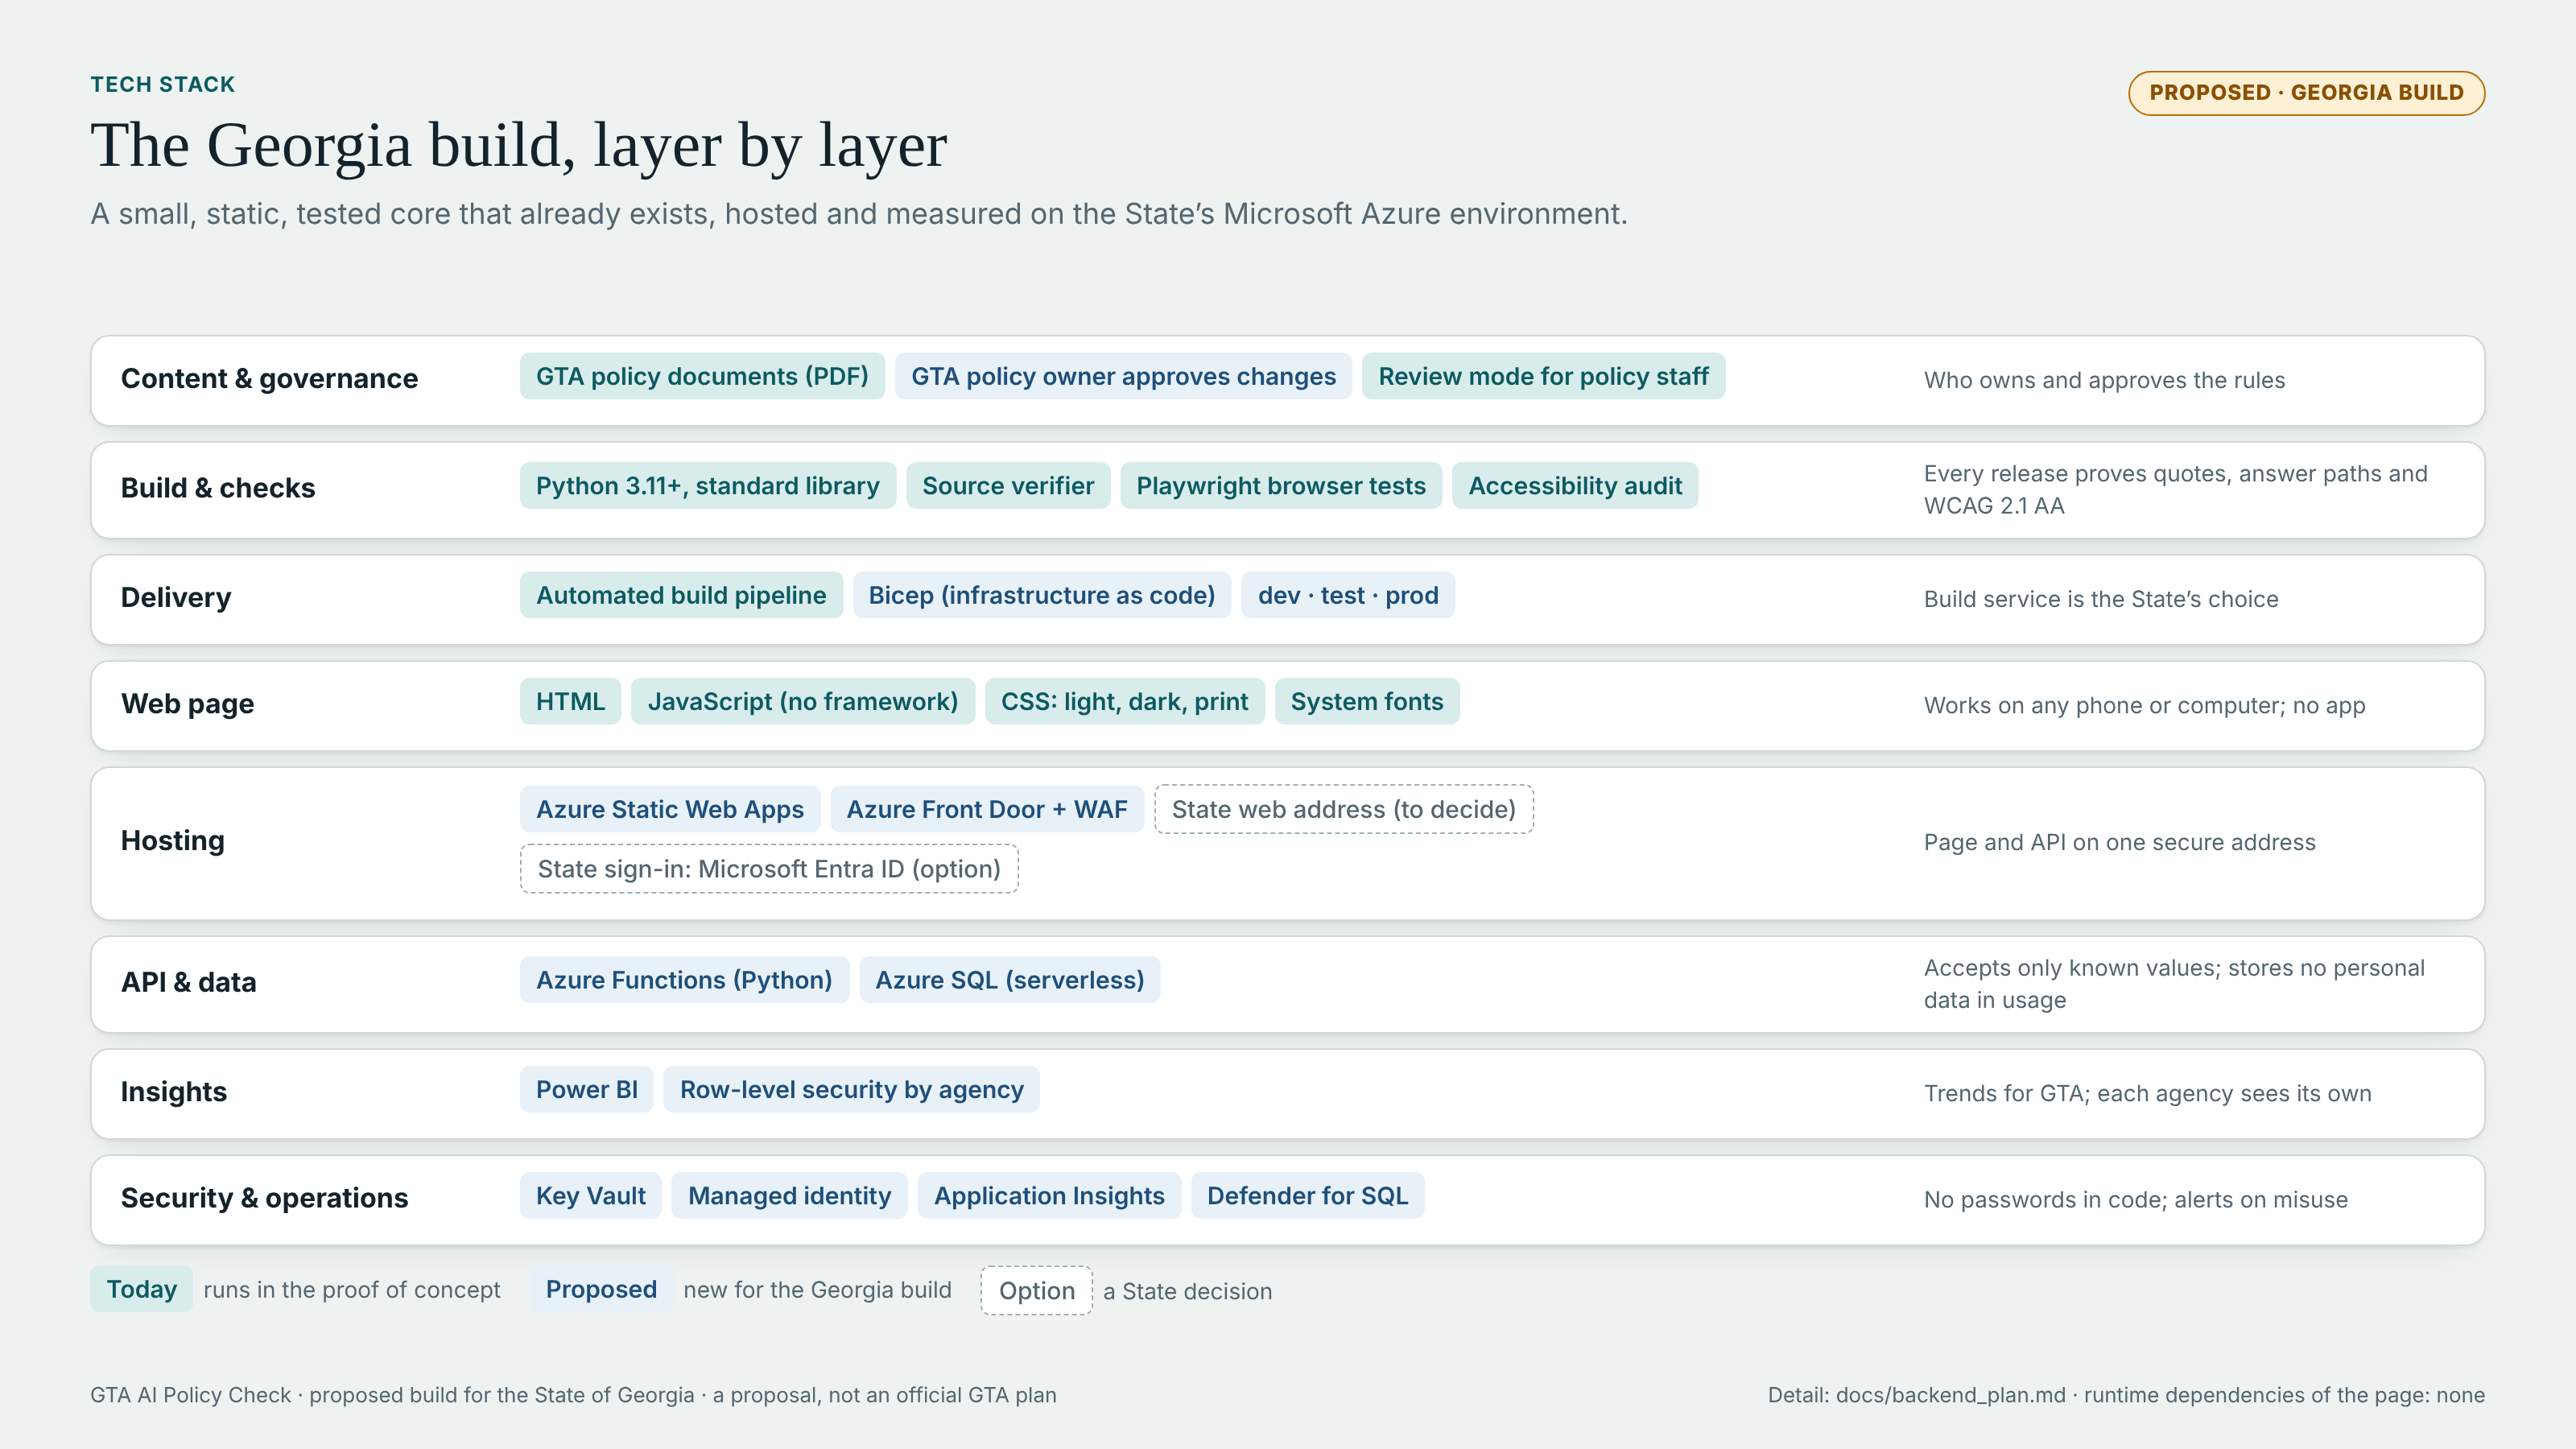 TECH STACK
PROPOSED · GEORGIA BUILD
The Georgia build, layer by layer
A small, static, tested core that already exists, hosted and measured on the State’s Microsoft Azure environment.
Content & governance
GTA policy documents (PDF)
GTA policy owner approves changes
Review mode for policy staff
Who owns and approves the rules
Build & checks
Python 3.11+, standard library
Source verifier
Playwright browser tests
Accessibility audit
Every release proves quotes, answer paths and
WCAG 2.1 AA
Delivery
Automated build pipeline
Bicep (infrastructure as code)
dev · test · prod
Build service is the State’s choice
Web page
HTML
JavaScript (no framework)
CSS: light, dark, print
System fonts
Works on any phone or computer; no app
Hosting
Azure Static Web Apps
Azure Front Door + WAF
State web address (to decide)
State sign-in: Microsoft Entra ID (option)
Page and API on one secure address
API & data
Azure Functions (Python)
Azure SQL (serverless)
Accepts only known values; stores no personal
data in usage
Insights
Power BI
Row-level security by agency
Trends for GTA; each agency sees its own
Security & operations
Key Vault
Managed identity
Application Insights
Defender for SQL
No passwords in code; alerts on misuse
Today runs in the proof of concept
Proposed new for the Georgia build
Option a State decision
GTA AI Policy Check · proposed build for the State of Georgia · a proposal, not an official GTA plan
Detail: docs/backend_plan.md · runtime dependencies of the page: none